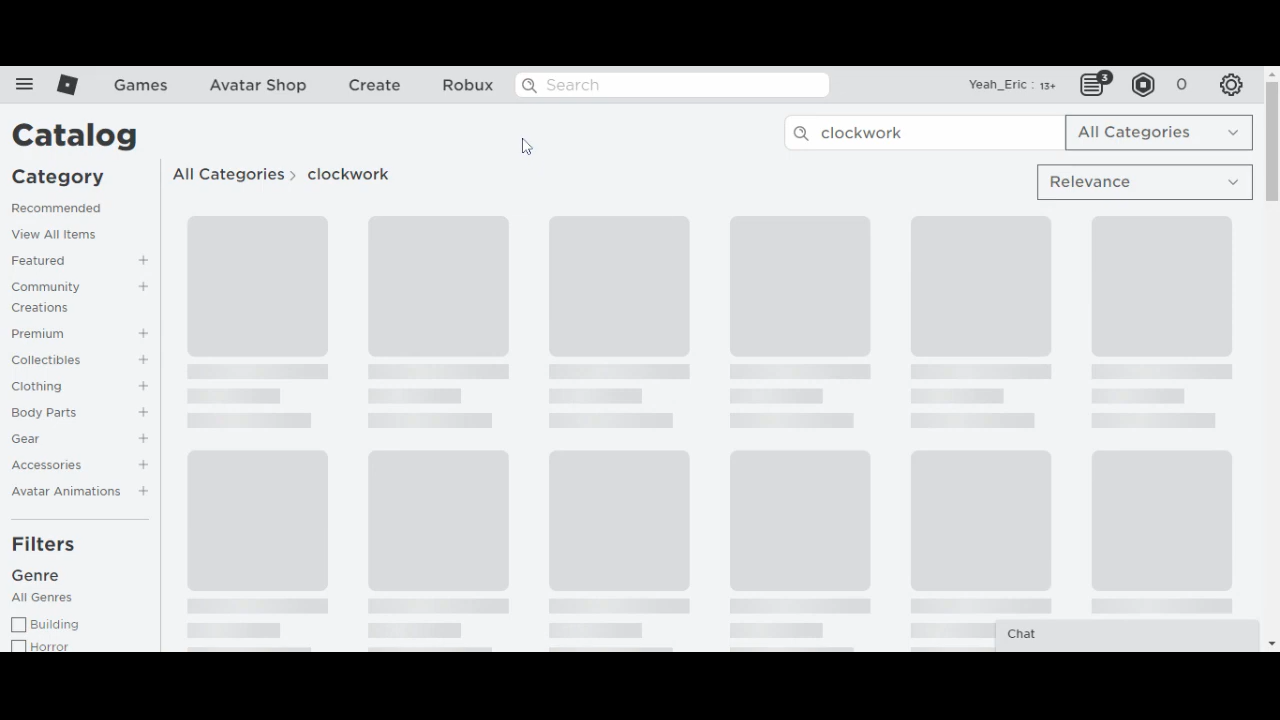 Games Avatar Shop Create Robux Search Yeah_Eric : 13+ 3 0
Catalog
clockwork All Categories
Category
All Categories > clockwork
Relevance
Recommended
View All Items
Featured +
Community +
Creations
Premium +
Collectibles +
Clothing +
Body Parts +
Gear +
Accessories +
Avatar Animations +
Filters
Genre
All Genres
Building
Horror
Chat